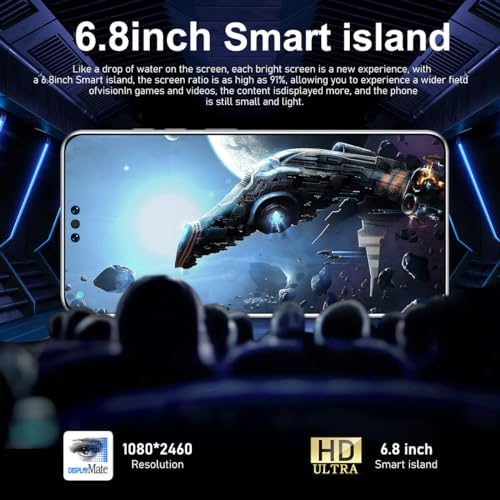 6.8inch Smart island
Like a drop of water on the screen, each bright screen is a new experience, with
a 6.8inch Smart island, the screen ratio is as high as 91%, allowing you to experience a wider field
ofvisionIn games and videos, the content isdisplayed more, and the phone
is still small and light.
DISPLAYMate
1080*2460
Resolution
HD
ULTRA
6.8 inch
Smart island